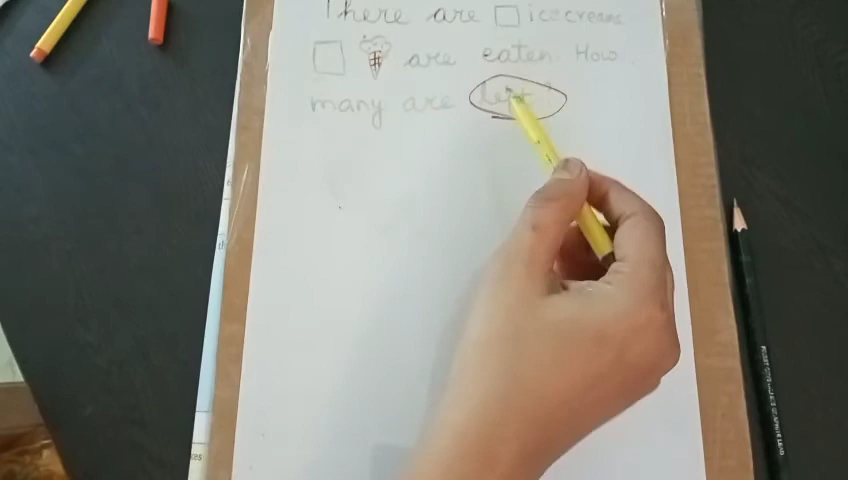 There are □ icecreams
□ are eaten. How
many are left?